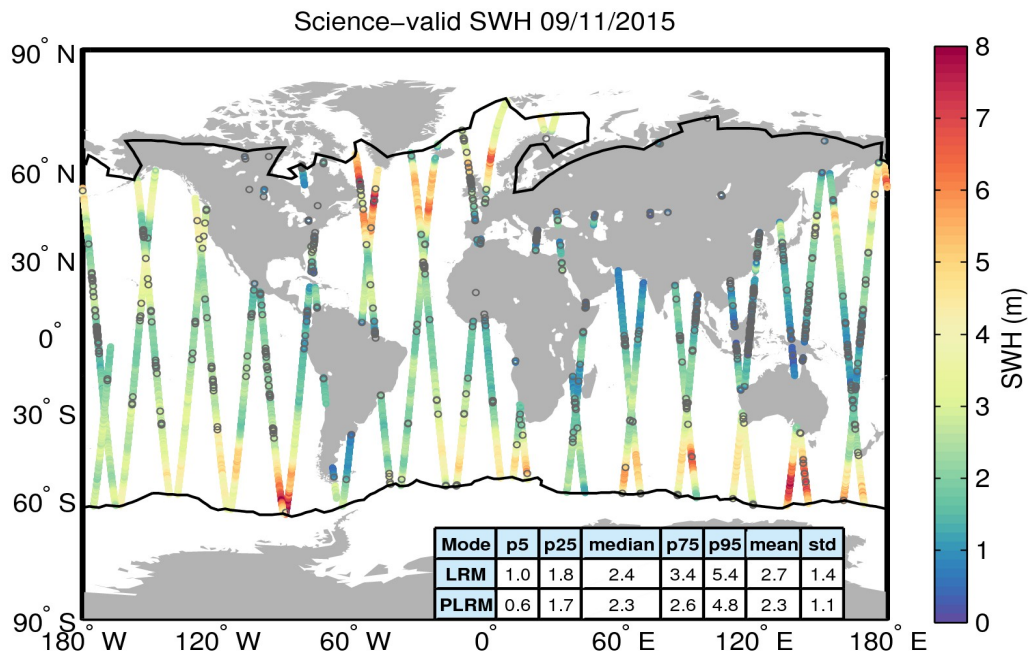 Science−valid SWH 09/11/2015
90° N
60° N
30° N
0°
30° S
60° S
90° S
180° W
120° W
60° W
0°
60° E
120° E
180° E
8
7
6
5
4
3
2
1
0
SWH (m)
Mode p5 p25 median p75 p95 mean std
LRM 1.0 1.8 2.4 3.4 5.4 2.7 1.4
PLRM 0.6 1.7 2.3 2.6 4.8 2.3 1.1